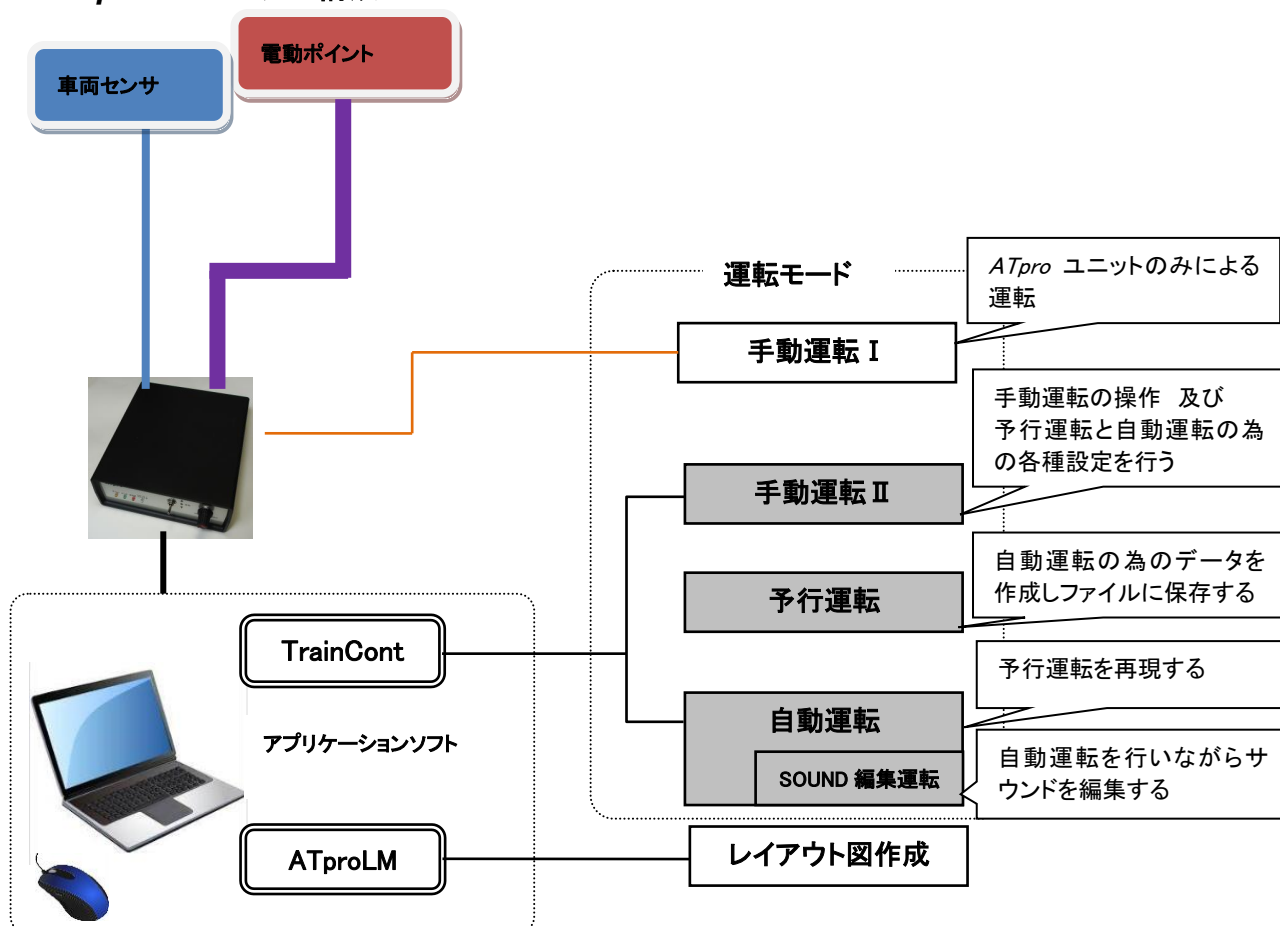 電動ポイント
車両センサ
運転モード
ATpro ユニットのみによる
運転
手動運転Ⅰ
手動運転の操作 及び
予行運転と自動運転の為
の各種設定を行う
手動運転Ⅱ
自動運転の為のデータを
作成しファイルに保存する
予行運転
TrainCont
予行運転を再現する
自動運転
アプリケーションソフト
自動運転を行いながらサ
ウンドを編集する
SOUND 編集運転
ATproLM
レイアウト図作成